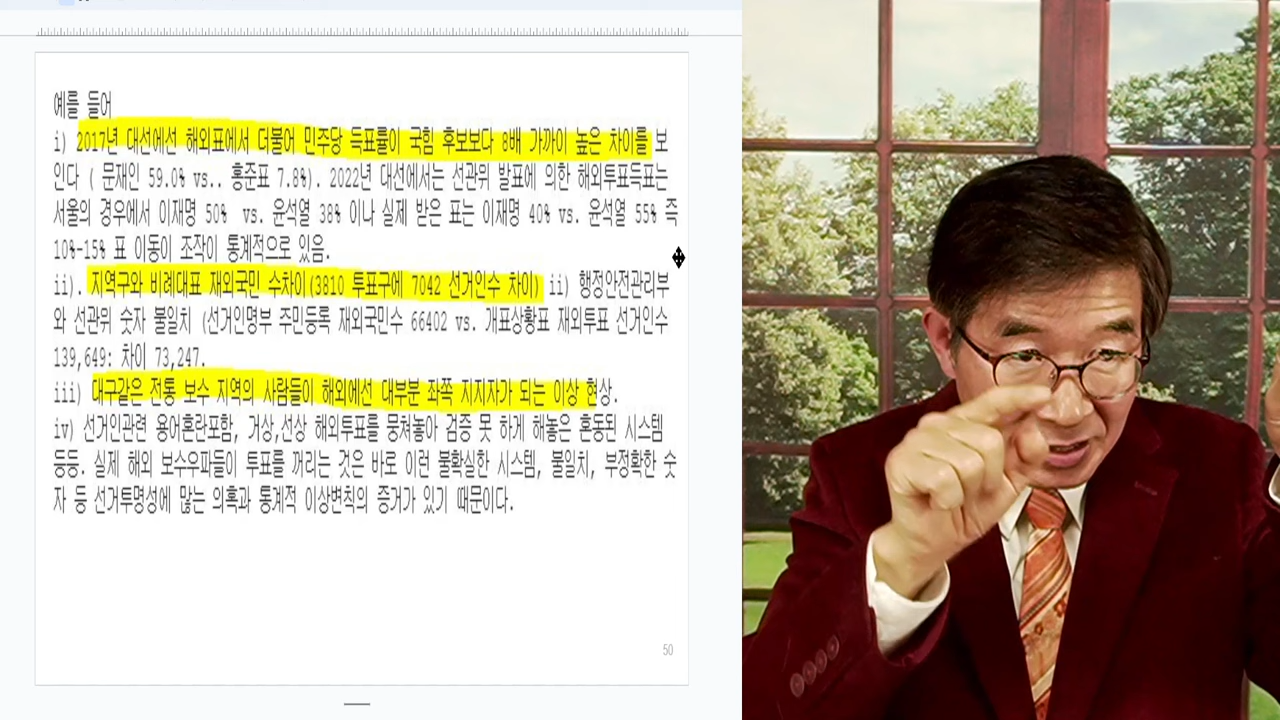 예를 들어
i) 2017년 대선에선 해외표에서 더불어 민주당 득표률이 국힘 후보보다 8배 가까이 높은 차이를 보
인다 ( 문재인 59.0% vs.. 홍준표 7.8%). 2022년 대선에서는 선관위 발표에 의한 해외투표득표는
서울의 경우에서 이재명 50% vs. 윤석열 38% 이나 실제 받은 표는 이재명 40% vs. 윤석열 55% 즉
10%-15% 표 이동이 조작이 통계적으로 있음.
ii). 지역구와 비례대표 재외국민 수차이(3810 투표구에 7042 선거인수 차이) ii) 행정안전관리부
와 선관위 숫자 불일치 (선거인명부 주민등록 재외국민수 66402 vs. 개표상황표 재외투표 선거인수
139,649: 차이 73,247.
iii) 대구같은 전통 보수 지역의 사람들이 해외에선 대부분 좌쪽 지지자가 되는 이상 현상.
iv) 선거인관련 용어혼란포함, 거상,선상 해외투표를 뭉쳐놓아 검증 못 하게 해놓은 혼동된 시스템
등등. 실제 해외 보수우파들이 투표를 꺼리는 것은 바로 이런 불확실한 시스템, 불일치, 부정확한 숫
자 등 선거투명성에 많는 의혹과 통계적 이상변칙의 증거가 있기 때문이다.
50